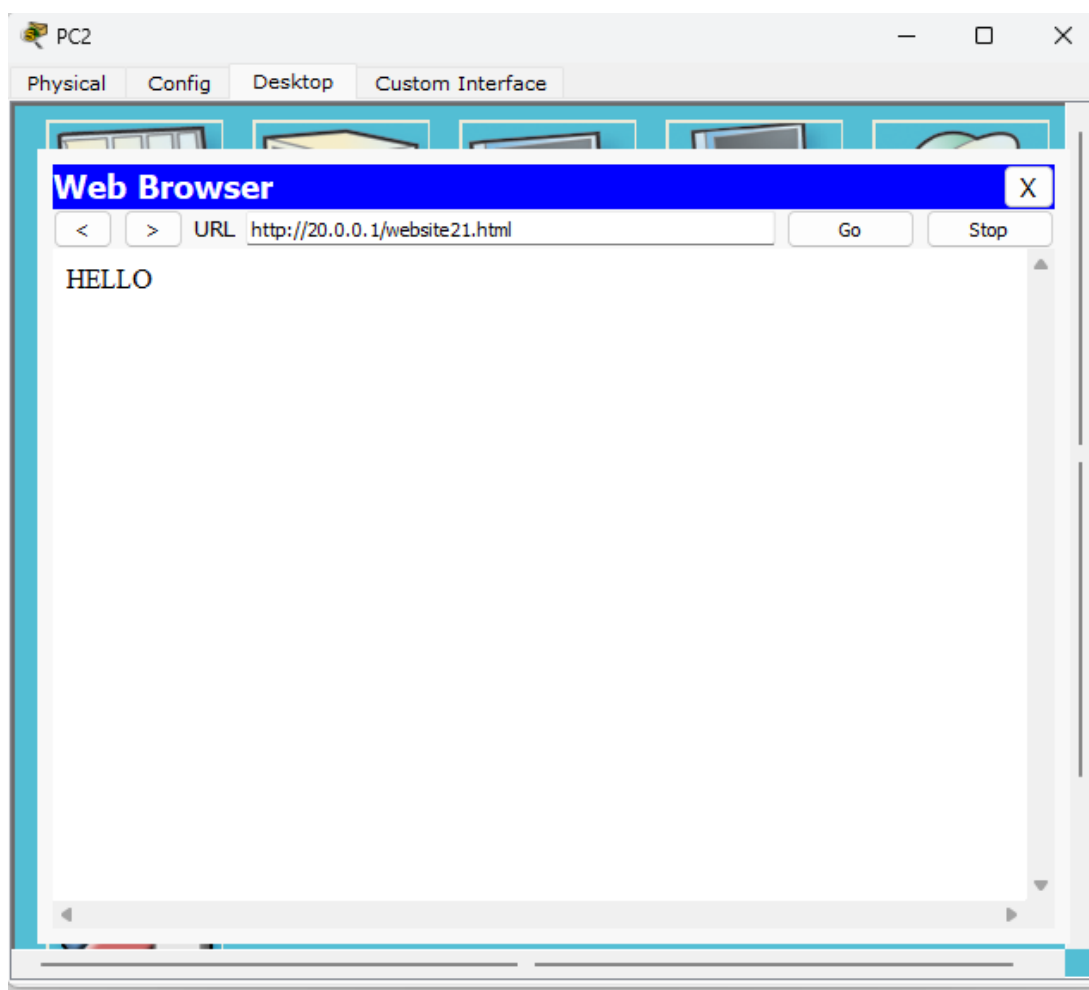 PC2
Physical Config Desktop Custom Interface
Web Browser X
< > URL http://20.0.0.1/website21.html Go Stop
HELLO